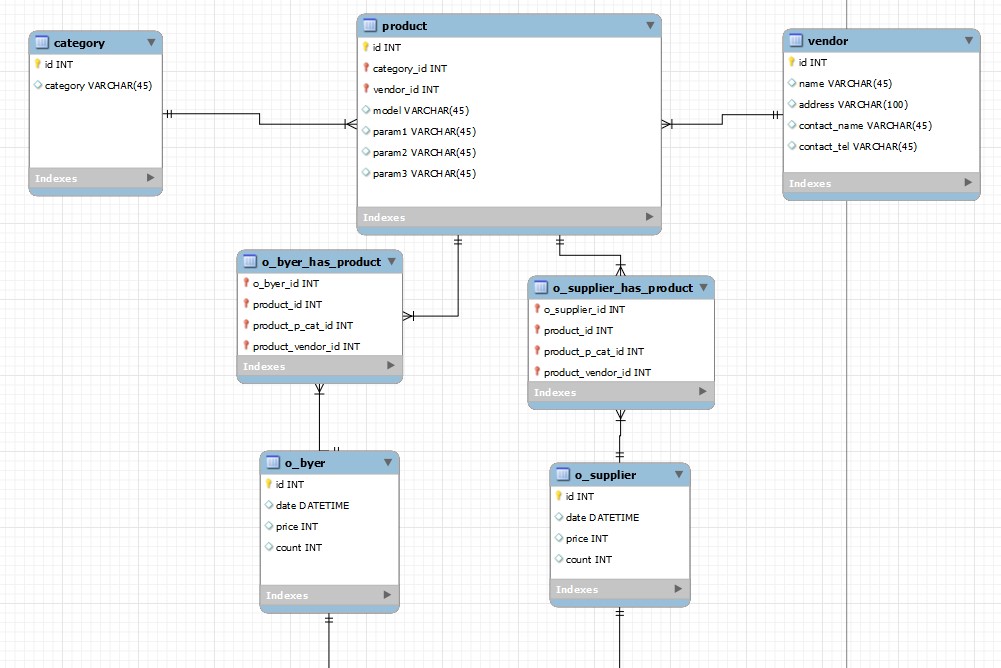 category
id INT
category VARCHAR(45)
Indexes
product
id INT
category_id INT
vendor_id INT
model VARCHAR(45)
param1 VARCHAR(45)
param2 VARCHAR(45)
param3 VARCHAR(45)
Indexes
vendor
id INT
name VARCHAR(45)
address VARCHAR(100)
contact_name VARCHAR(45)
contact_tel VARCHAR(45)
Indexes
o_byer_has_product
o_byer_id INT
product_id INT
product_p_cat_id INT
product_vendor_id INT
Indexes
o_supplier_has_product
o_supplier_id INT
product_id INT
product_p_cat_id INT
product_vendor_id INT
Indexes
o_byer
id INT
date DATETIME
price INT
count INT
Indexes
o_supplier
id INT
date DATETIME
price INT
count INT
Indexes